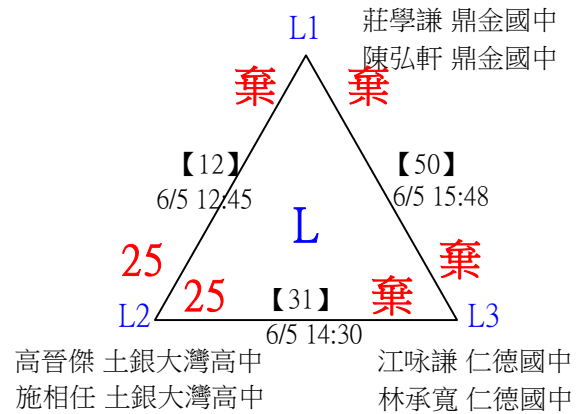 L1
莊學謙 鼎金國中
陳弘軒 鼎金國中
棄 棄
【12】 【50】
6/5 12:45 6/5 15:48
L
25 棄
25 【31】 棄
L2 L3
6/5 14:30
高晉傑 土銀大灣高中 江咏謙 仁德國中
施相任 土銀大灣高中 林承寬 仁德國中